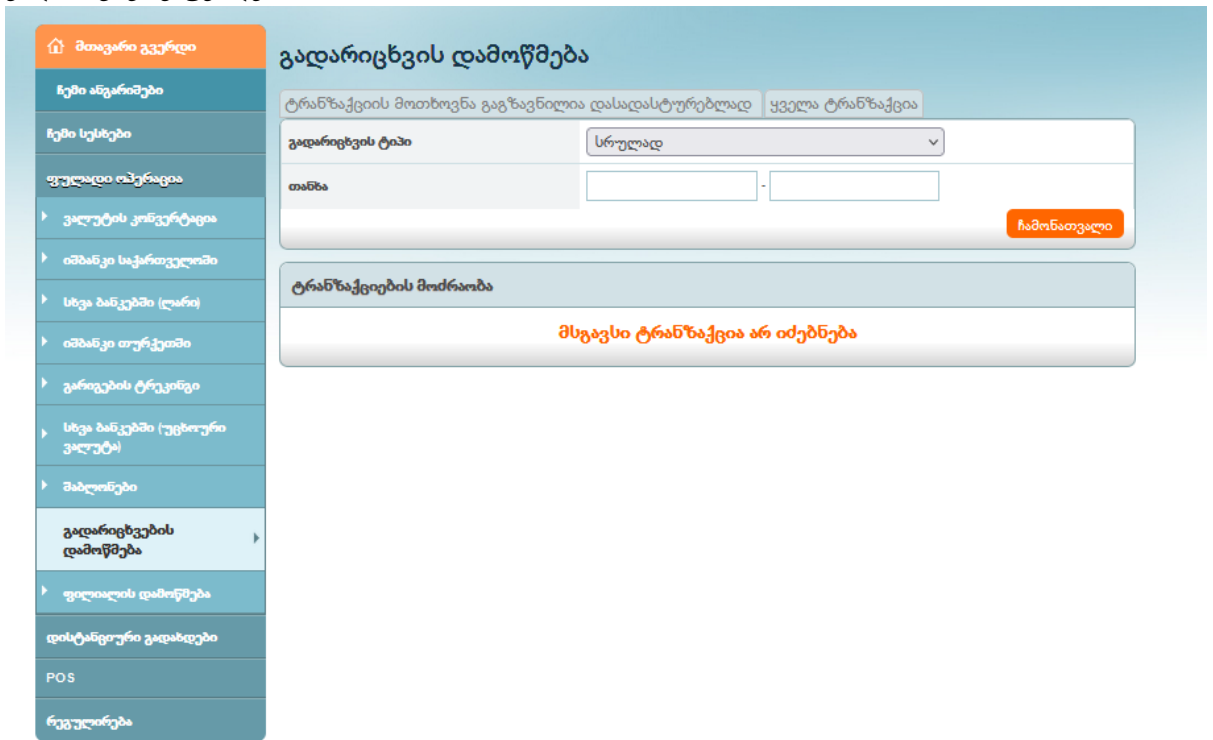 მთავარი გვერდი
ჩემი ანგარიშები
ჩემი სესხები
ფულადი ოპერაცია
ვალუტის კონვერტაცია
იშბანკი საქართველოში
სხვა ბანკებში (ლარი)
იშბანკი თურქეთში
გარიგების ტრეკინგი
სხვა ბანკებში (უცხოური
ვალუტა)
შაბლონები
გადარიცხვების
დამოწმება
ფილიალის დამოწმება
დისტანციური გადახდები
POS
რეგულირება
გადარიცხვის დამოწმება
ტრანზაქციის მოთხოვნა გაგზავნილია დასადასტურებლად ყველა ტრანზაქცია
გადარიცხვის ტიპი სრულად
თანხა -
ჩამონათვალი
ტრანზაქციების მოძრაობა
მსგავსი ტრანზაქცია არ იძებნება